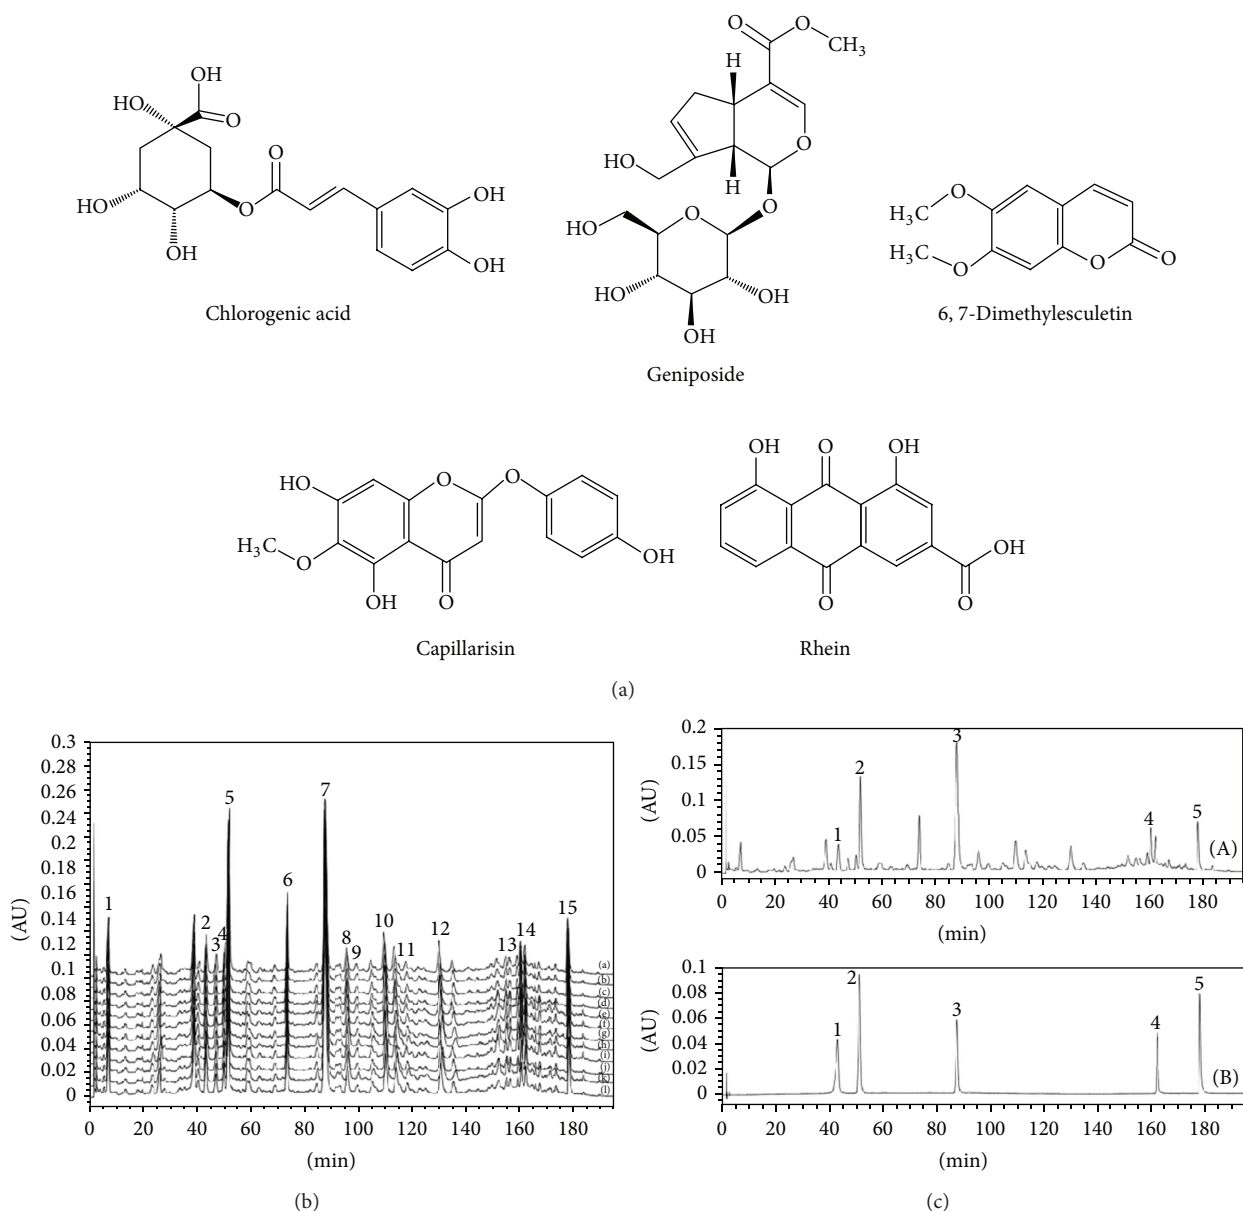 O
O
CH₃
OH
HO
O
O
O
OH
OH
HO
OH
Chlorogenic acid
H
O
HO
H
O
HO
O
HO
OH
OH
Geniposide
O
H₃C
H₃C
O
O
O
6, 7-Dimethylesculetin
HO
O
O
H₃C
O
OH
O
OH
Capillarisin
OH
O
OH
O
O
OH
Rhein
(a)
0.3
0.28
0.26
0.24
0.2
0.18
0.16
0.14
0.12
0.1
0.08
0.06
0.04
0.02
0
(AU)
1
2
3
4
5
6
7
8
9
10
11
12
13
14
15
(a)
(b)
(c)
(d)
(e)
(f)
(g)
(h)
(i)
(j)
(k)
(l)
0 20 40 60 80 100 120 140 160 180
(min)
(b)
0.2
0.15
0.1
0.05
0
(AU)
1
2
3
4
5
(A)
0 20 40 60 80 100 120 140 160 180
(min)
0.1
0.08
0.06
0.04
0.02
0
(AU)
1
2
3
4
5
(B)
0 20 40 60 80 100 120 140 160 180
(min)
(c)